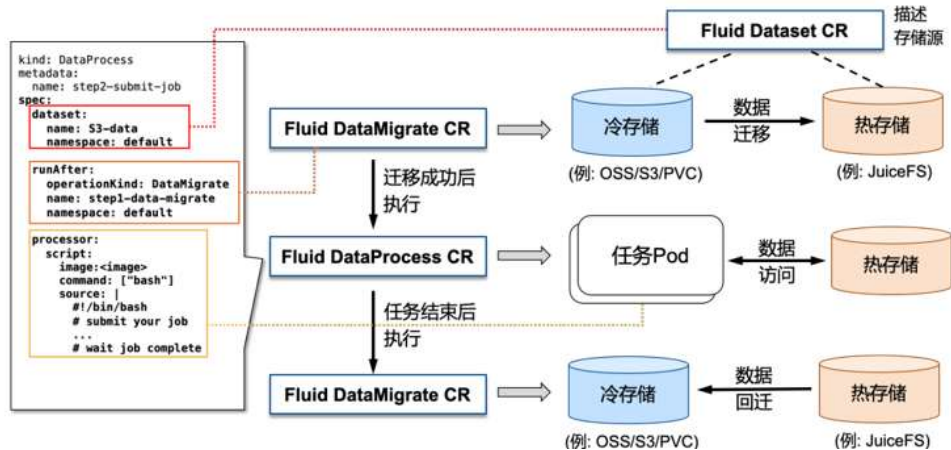 Fluid Dataset CR
描述
存储源
kind: DataProcess
metadata:
name: step2-submit-job
spec:
dataset:
name: S3-data
namespace: default
runAfter:
operationKind: DataMigrate
name: step1-data-migrate
namespace: default
processor:
script:
image:<image>
command: ["bash"]
source: |
#!/bin/bash
# submit your job
...
# wait job complete
Fluid DataMigrate CR
冷存储
数据
迁移
热存储
(例: OSS/S3/PVC)
(例: JuiceFS)
迁移成功后
执行
Fluid DataProcess CR
任务Pod
数据
访问
热存储
任务结束后
执行
Fluid DataMigrate CR
冷存储
数据
回迁
热存储
(例: OSS/S3/PVC)
(例: JuiceFS)